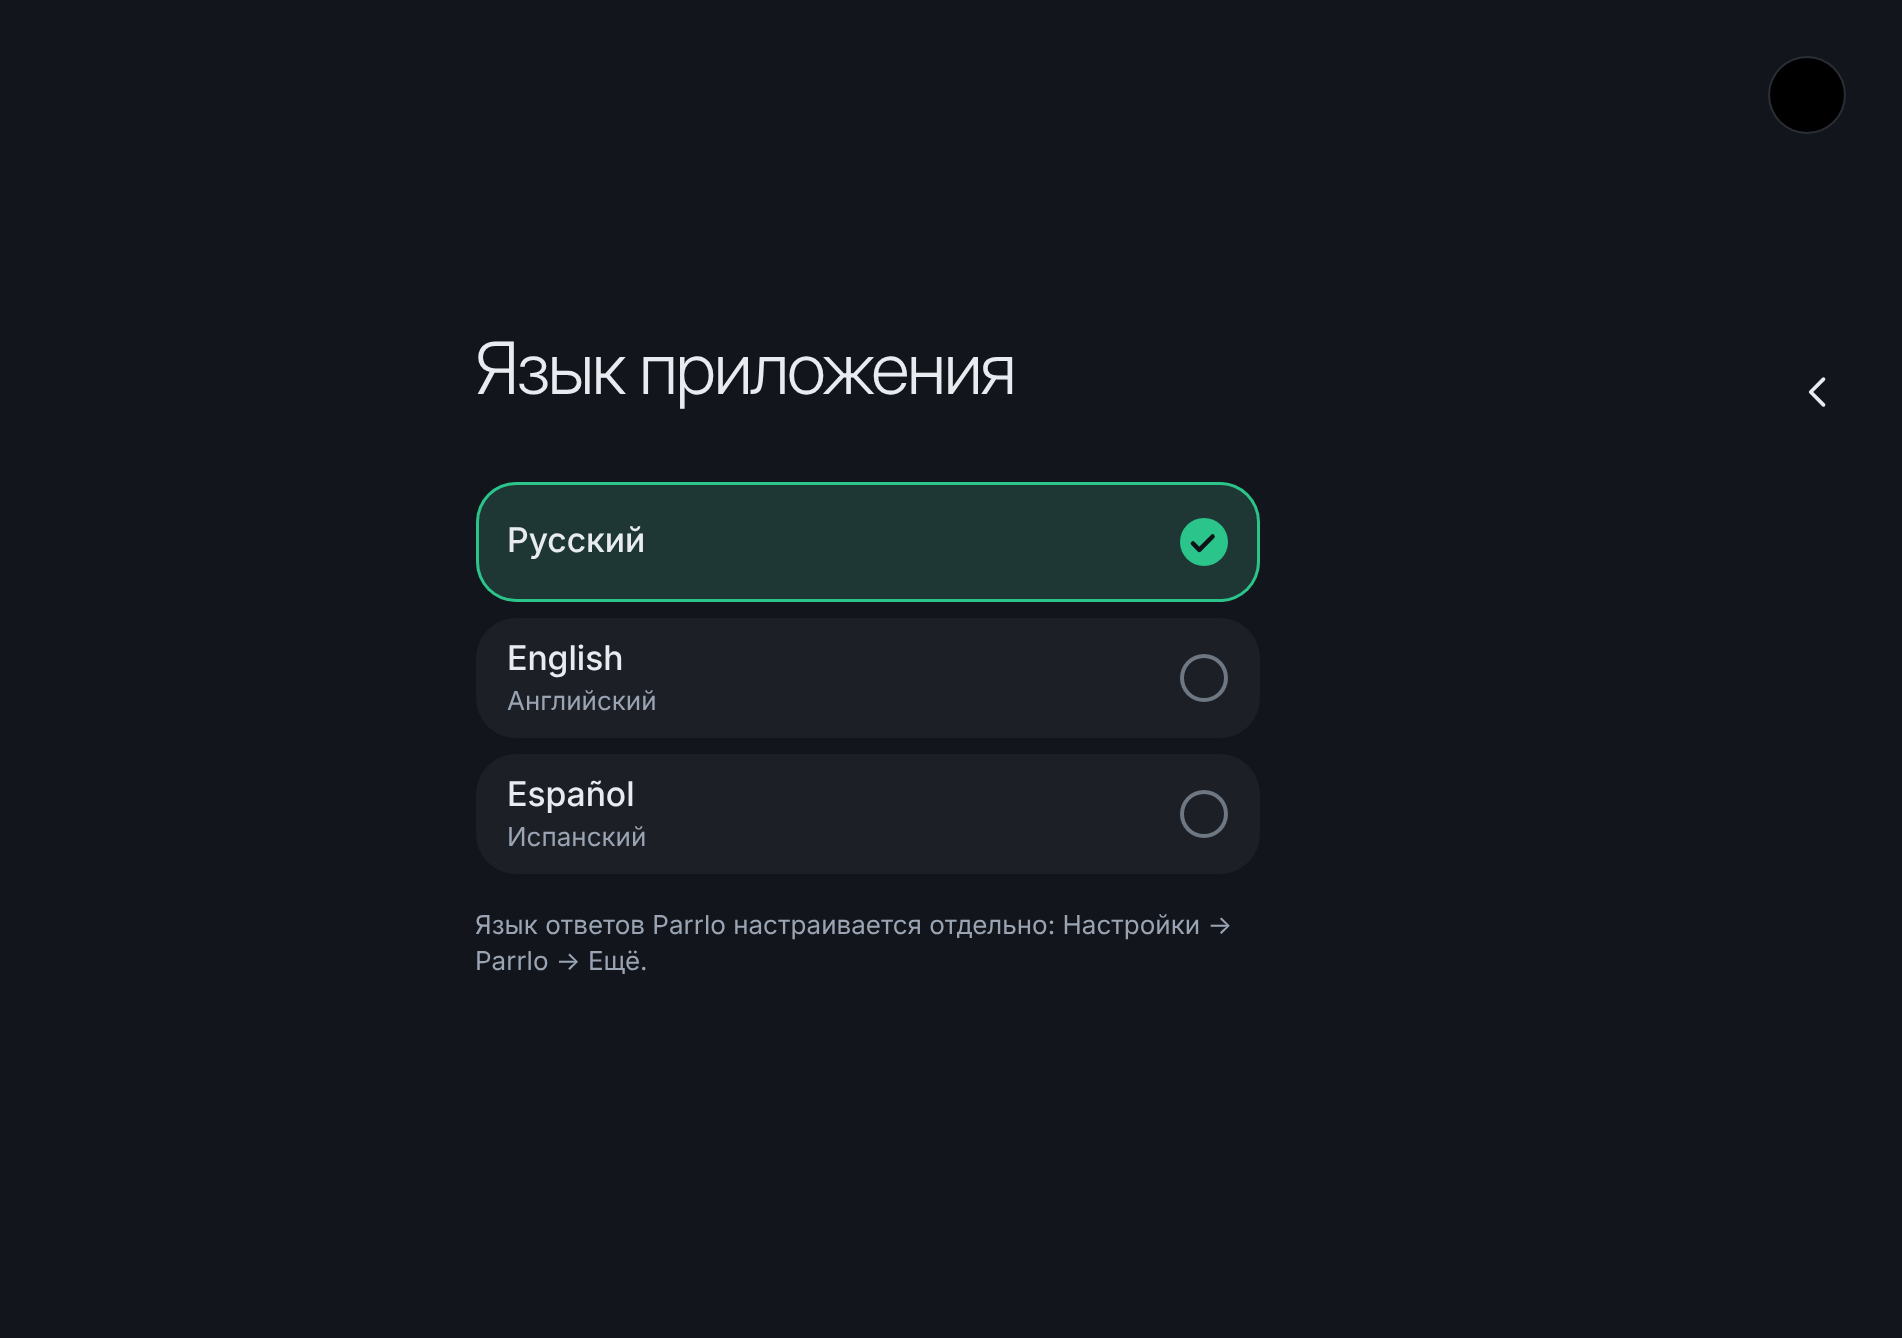 Язык приложения
Русский
English
Английский
Español
Испанский
Язык ответов Parrlo настраивается отдельно: Настройки →
Parrlo → Ещё.